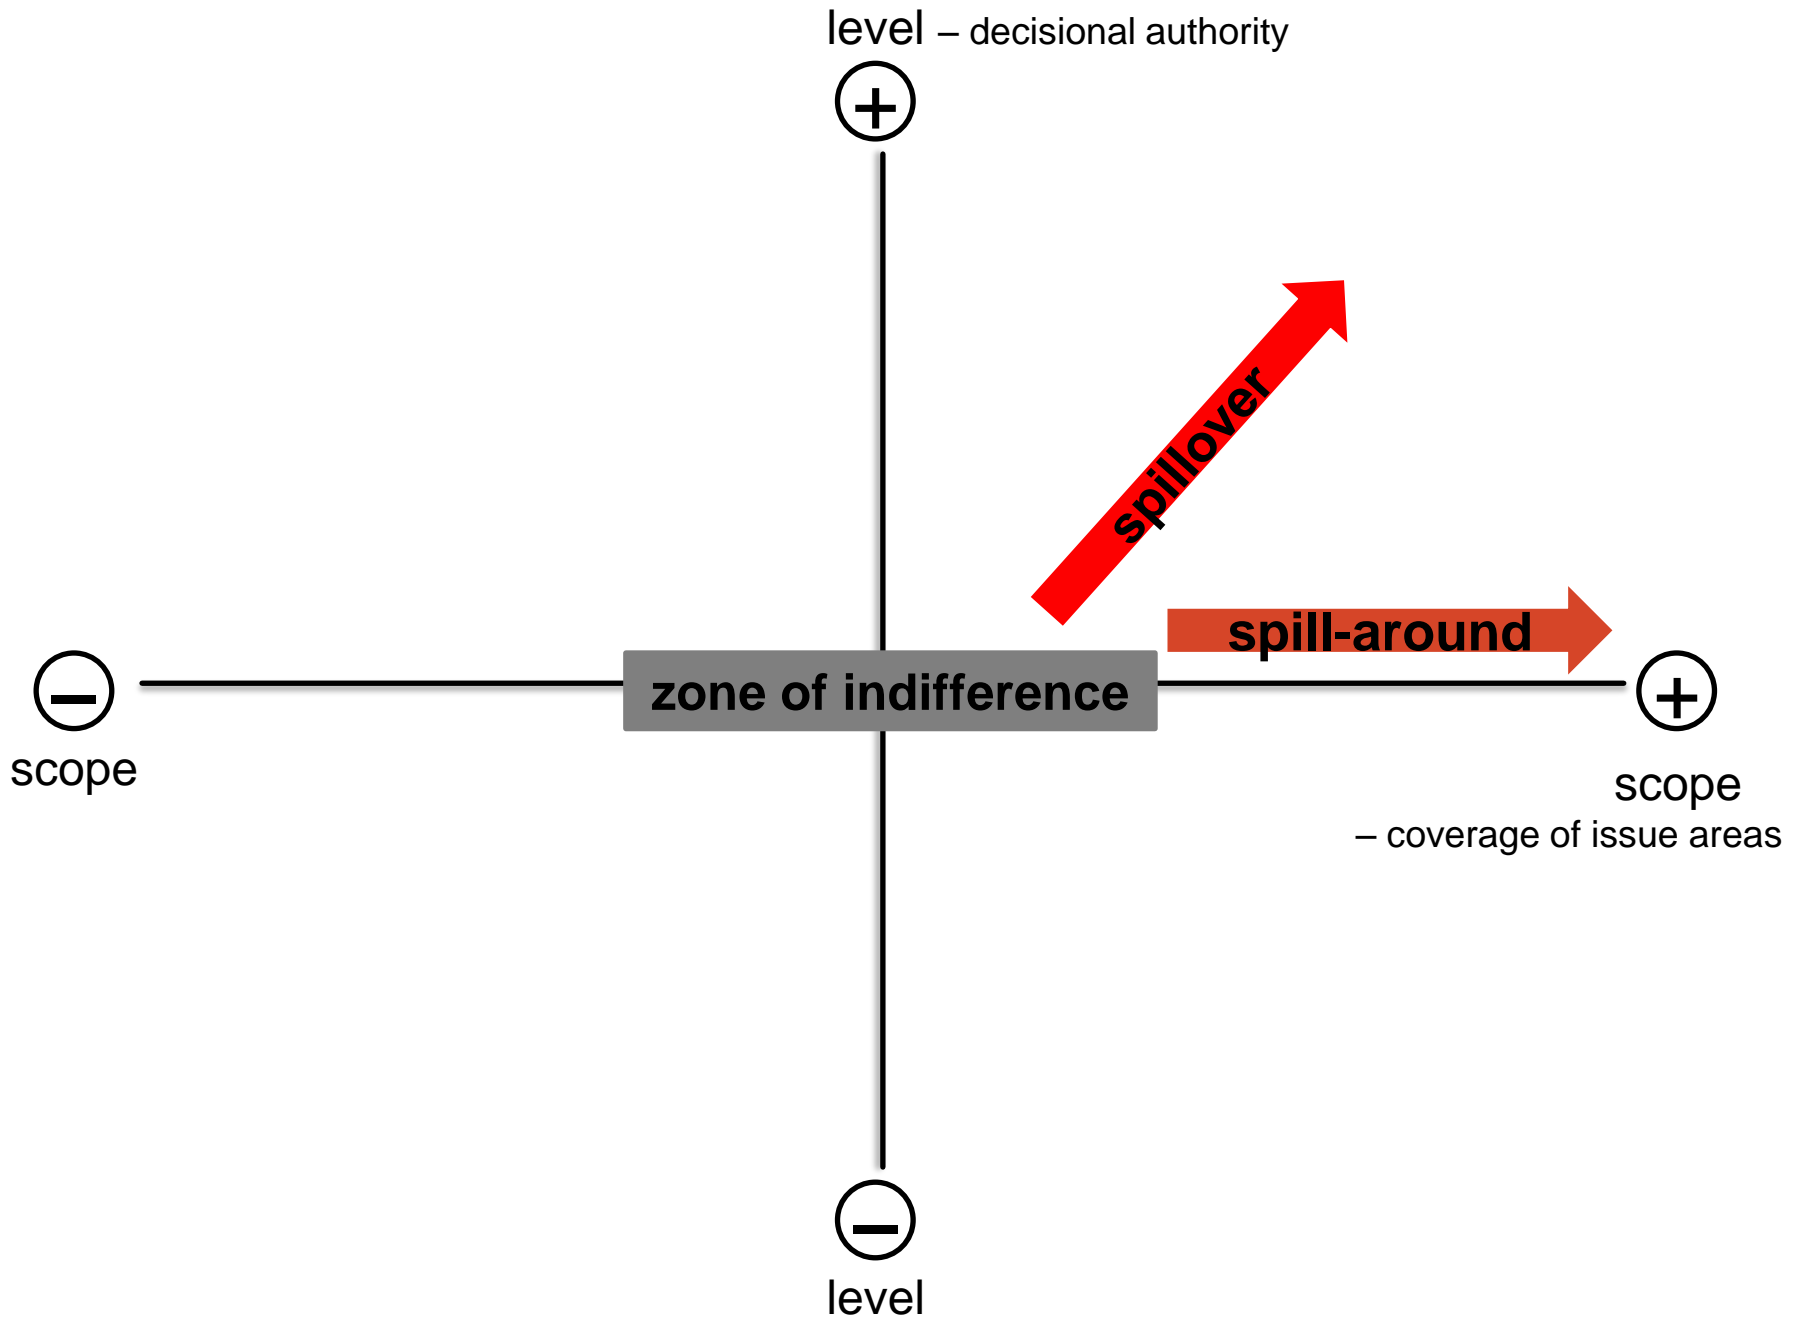 level – decisional authority
+
spillover
spill-around
zone of indifference
–
+
scope
scope
– coverage of issue areas
–
level